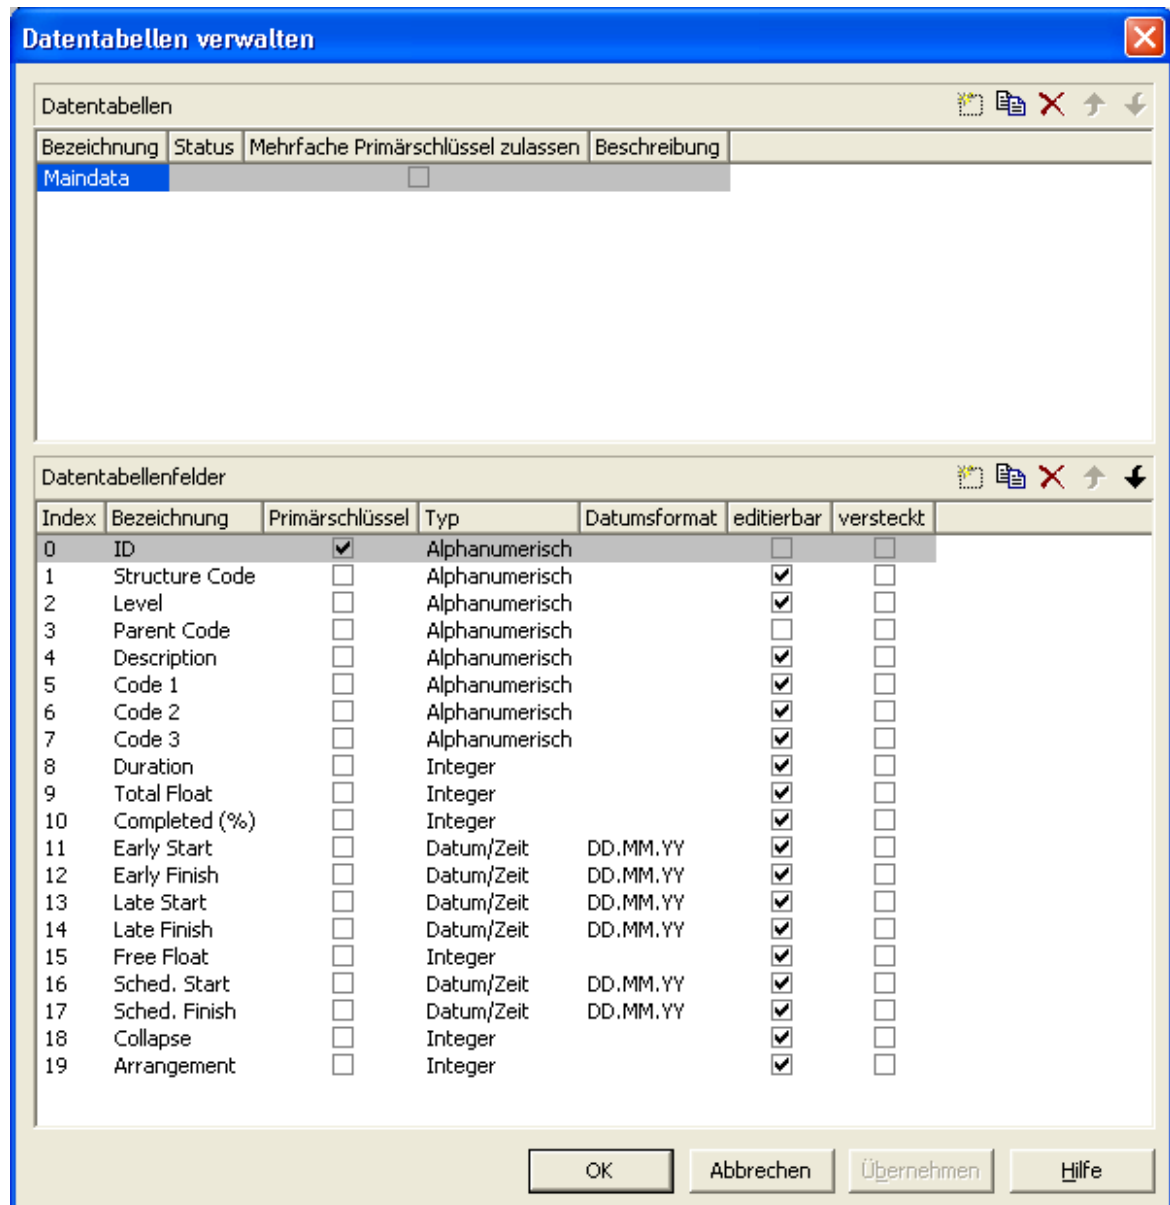 Datentabellen verwalten
Datentabellen
Bezeichnung Status Mehrfache Primärschlüssel zulassen Beschreibung
Maindata
Datentabellenfelder
Index Bezeichnung Primärschlüssel Typ Datumsformat editierbar versteckt
0 ID Alphanumerisch
1 Structure Code Alphanumerisch
2 Level Alphanumerisch
3 Parent Code Alphanumerisch
4 Description Alphanumerisch
5 Code 1 Alphanumerisch
6 Code 2 Alphanumerisch
7 Code 3 Alphanumerisch
8 Duration Integer
9 Total Float Integer
10 Completed (%) Integer
11 Early Start Datum/Zeit DD.MM.YY
12 Early Finish Datum/Zeit DD.MM.YY
13 Late Start Datum/Zeit DD.MM.YY
14 Late Finish Datum/Zeit DD.MM.YY
15 Free Float Integer
16 Sched. Start Datum/Zeit DD.MM.YY
17 Sched. Finish Datum/Zeit DD.MM.YY
18 Collapse Integer
19 Arrangement Integer
OK Abbrechen Übernehmen Hilfe